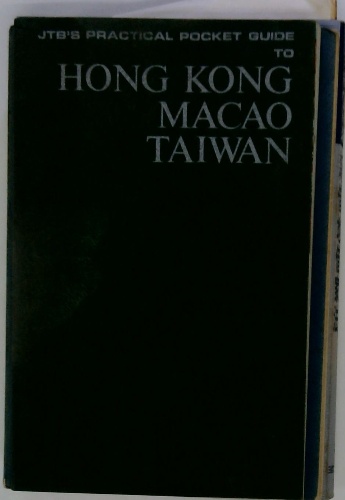 JTB'S PRACTICAL POCKET GUIDE
TO
HONG KONG
MACAO
TAIWAN